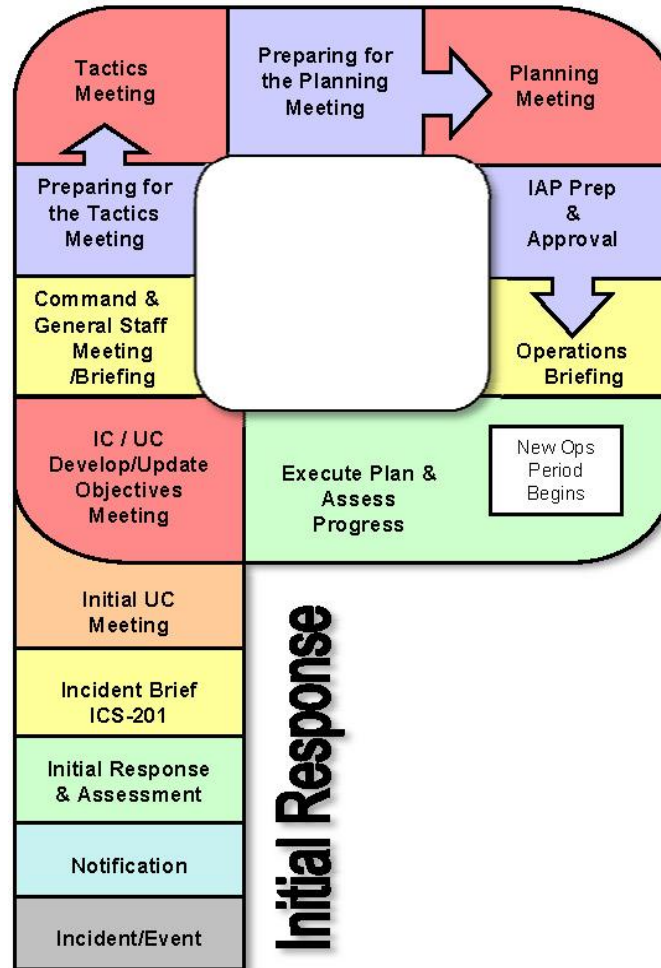 Tactics
Meeting
Preparing for
the Planning
Meeting
Planning
Meeting
Preparing for
the Tactics
Meeting
IAP Prep
&
Approval
Command &
General Staff
Meeting
/Briefing
Operations
Briefing
IC / UC
Develop/Update
Objectives
Meeting
Execute Plan &
Assess
Progress
New Ops
Period
Begins
Initial UC
Meeting
Incident Brief
ICS-201
Initial Response
& Assessment
Notification
Incident/Event
Initial Response